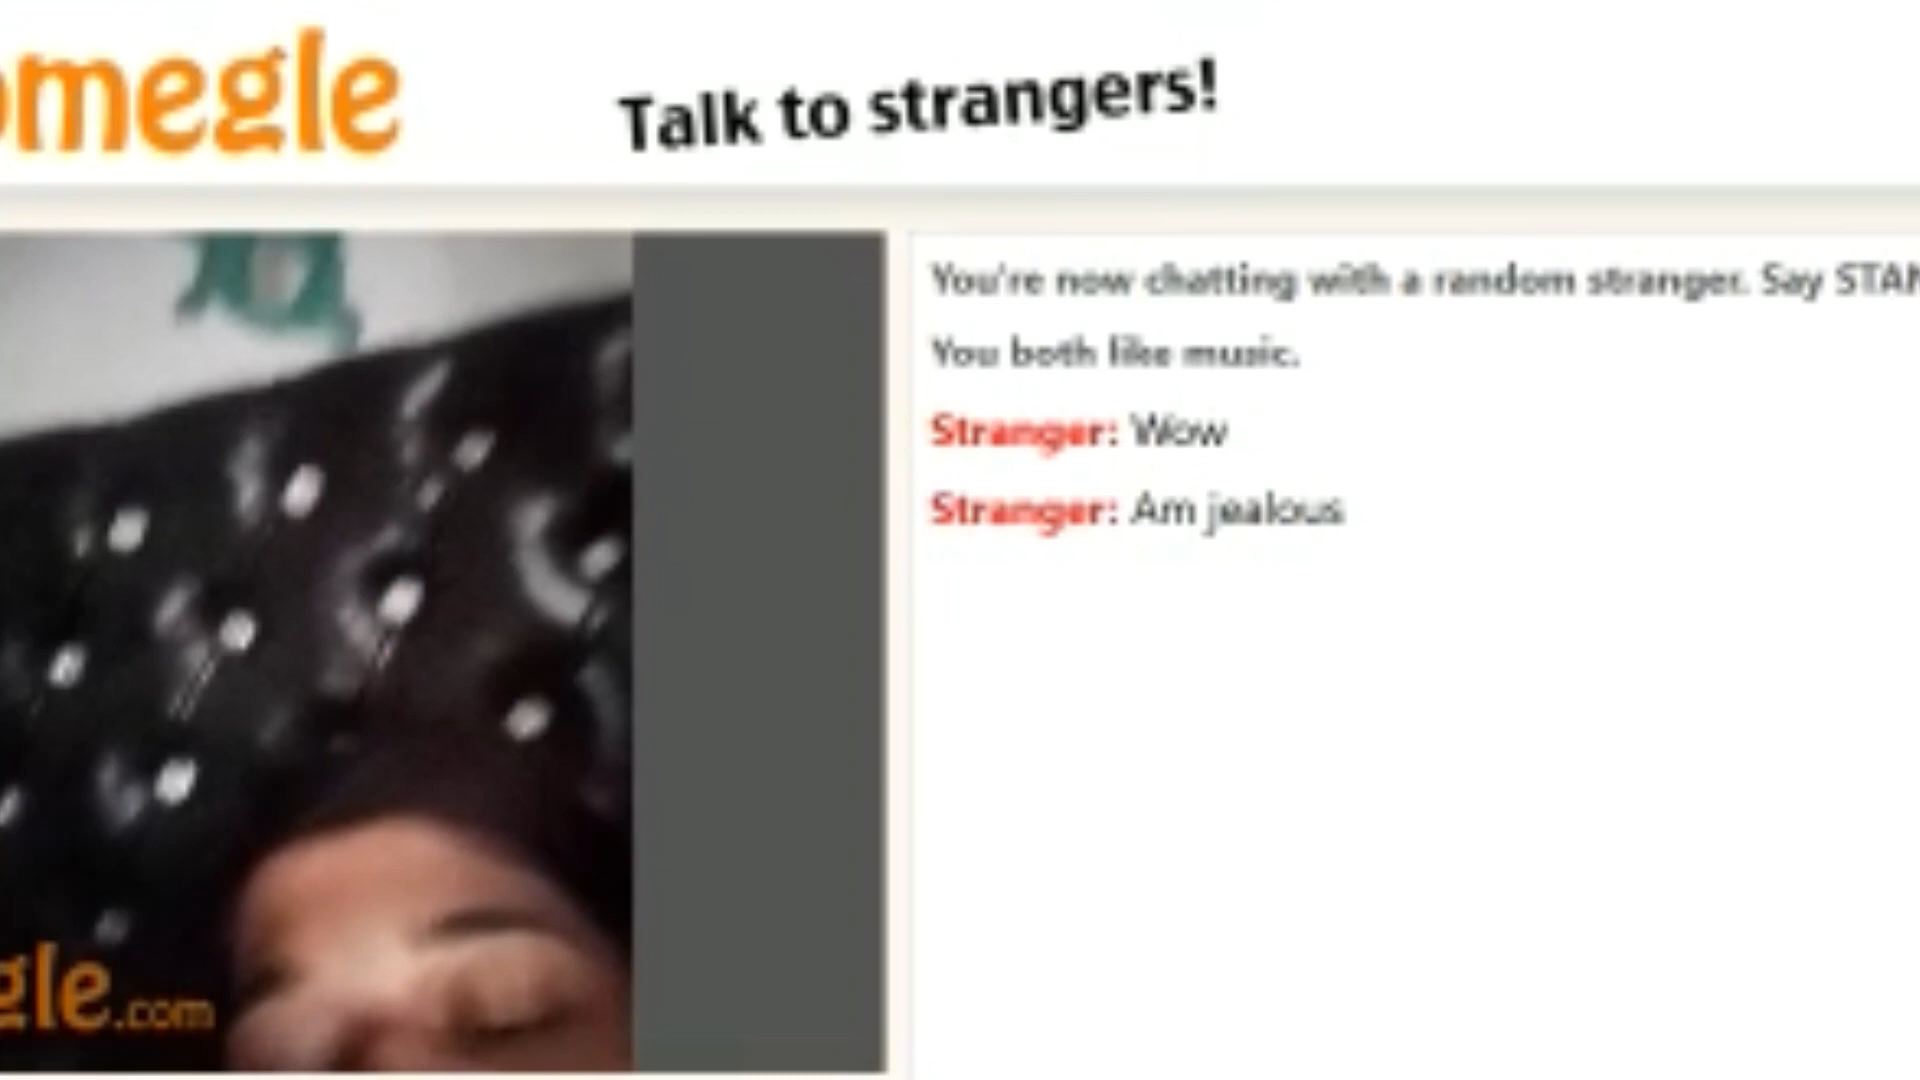 omegle
Talk to strangers!
You're now chatting with a random stranger. Say STAN
You both like music.
Stranger: Wow
Stranger: Am jealous
gle.com